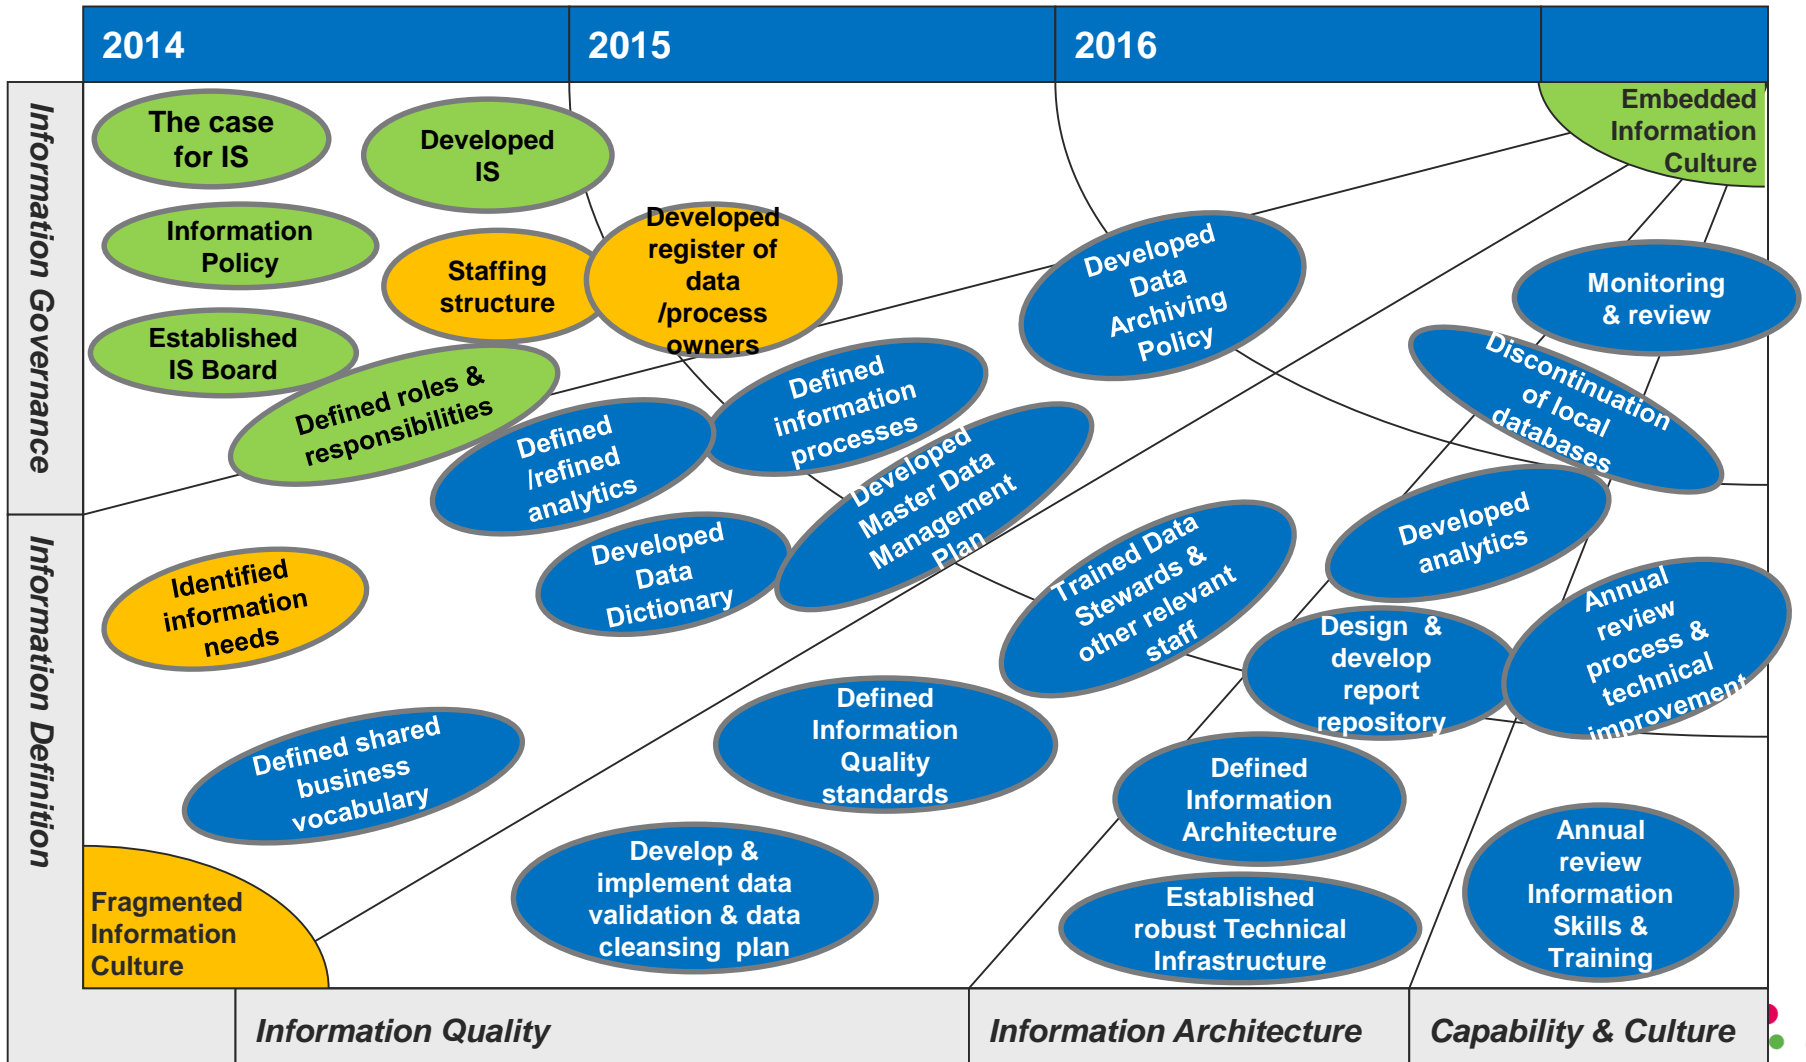 2014
2015
2016
Information Governance
Information Definition
The case
for IS
Developed
IS
Information
Policy
Staffing
structure
Established
IS Board
Defined roles &
responsibilities
Developed
register of
data
/process
owners
Developed
Data
Archiving
Policy
Embedded
Information
Culture
Monitoring
& review
Discontinuation
of local
databases
Defined
/refined
analytics
Defined
information
processes
Developed
Master Data
Management
Plan
Developed
Data
Dictionary
Identified
information
needs
Defined shared
business
vocabulary
Fragmented
Information
Culture
Trained Data
Stewards &
other relevant
staff
Developed
analytics
Design &
develop
report
repository
Annual
review
process &
technical
improvement
Defined
Information
Quality
standards
Develop &
implement data
validation & data
cleansing plan
Defined
Information
Architecture
Established
robust Technical
Infrastructure
Annual
review
Information
Skills &
Training
Information Quality
Information Architecture
Capability & Culture